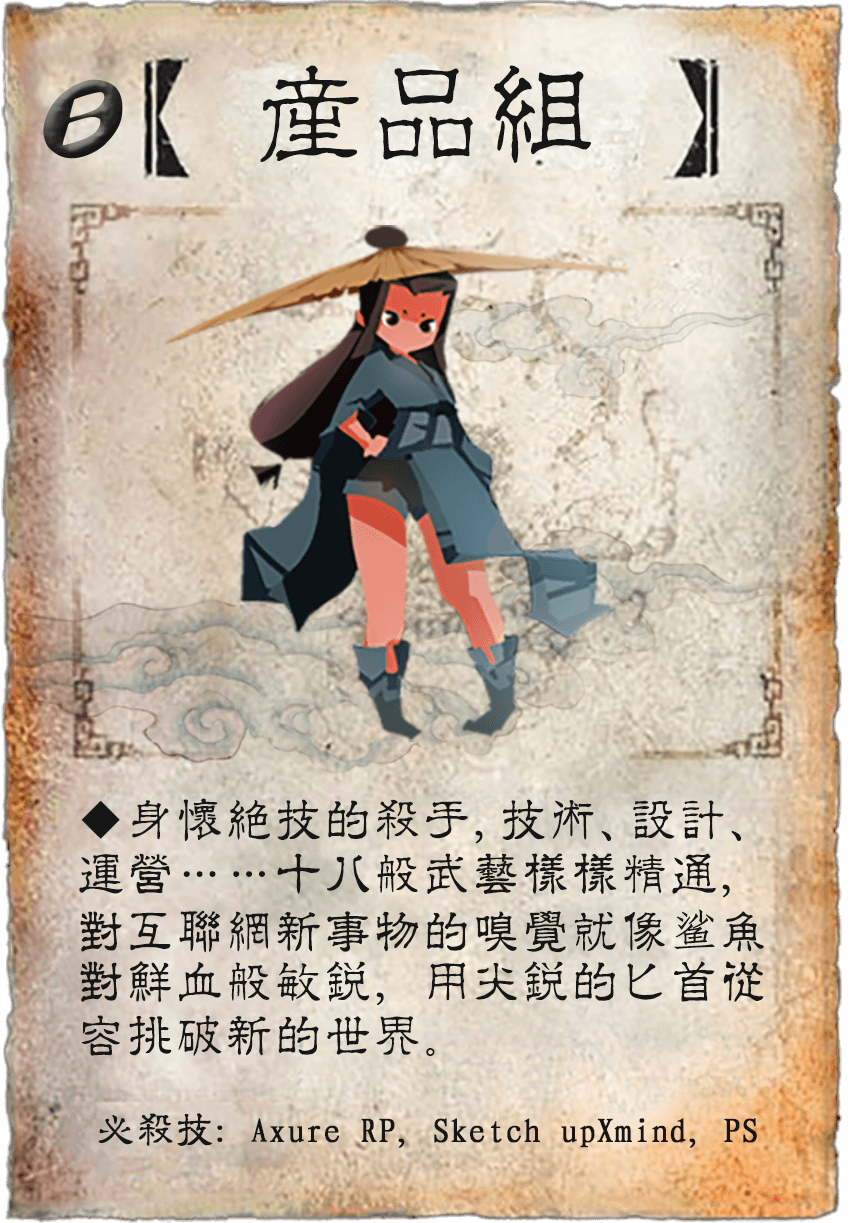 B 【產品組】
◆身懷絕技的殺手,技術、設計、
運營……十八般武藝樣樣精通,
對互聯網新事物的嗅覺就像鲨魚
對鮮血般敏銳, 用尖銳的匕首從
容挑破新的世界。
必殺技: Axure RP, Sketch upXmind, PS